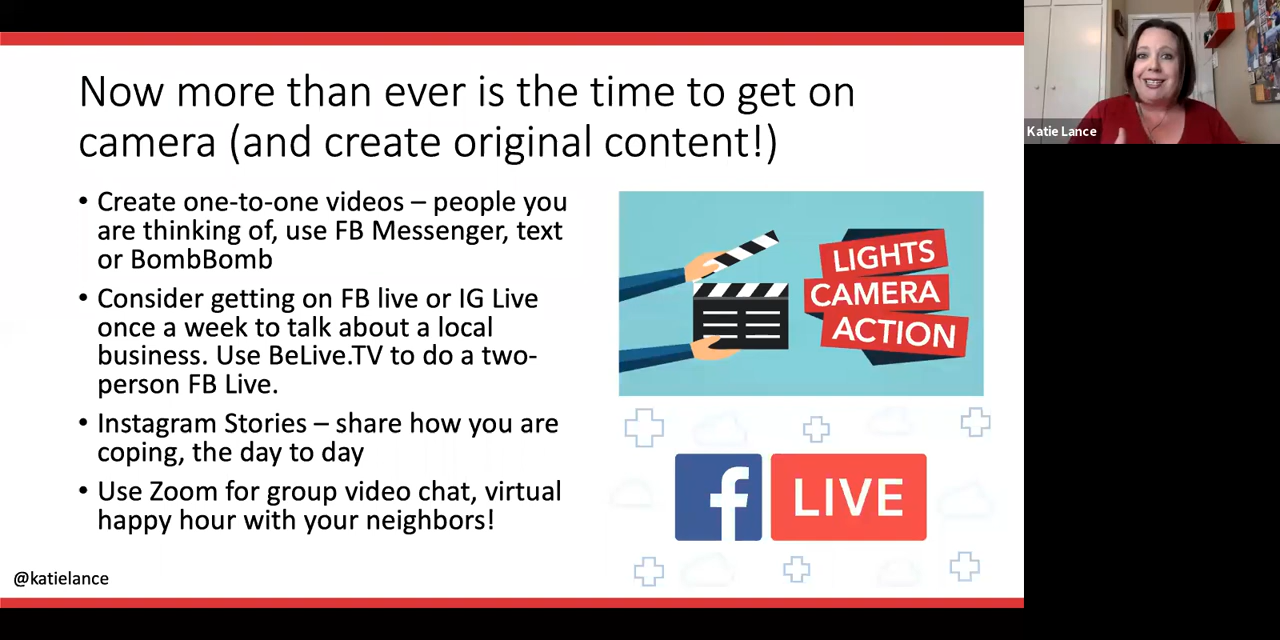 Now more than ever is the time to get on
camera (and create original content!)
• Create one-to-one videos – people you
are thinking of, use FB Messenger, text
or BombBomb
• Consider getting on FB live or IG Live
once a week to talk about a local
business. Use BeLive.TV to do a two-
person FB Live.
• Instagram Stories – share how you are
coping, the day to day
• Use Zoom for group video chat, virtual
happy hour with your neighbors!
LIGHTS
CAMERA
ACTION
f LIVE
@katielance
Katie Lance